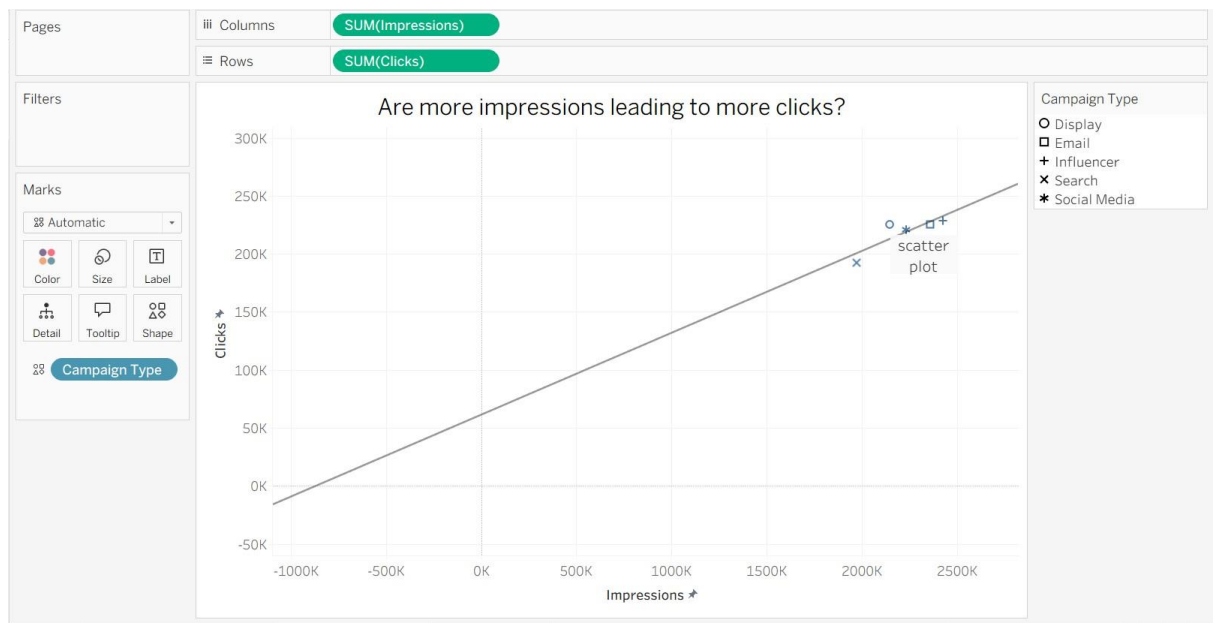 Pages
Columns
SUM(Impressions)
Rows
SUM(Clicks)
Filters
Marks
Automatic
Color
Size
Label
Detail
Tooltip
Shape
Campaign Type
Are more impressions leading to more clicks?
300K
250K
200K
150K
100K
50K
0K
-50K
Clicks
scatter
plot
-1000K
-500K
0K
500K
1000K
1500K
2000K
2500K
Impressions
Campaign Type
Display
Email
Influencer
Search
Social Media